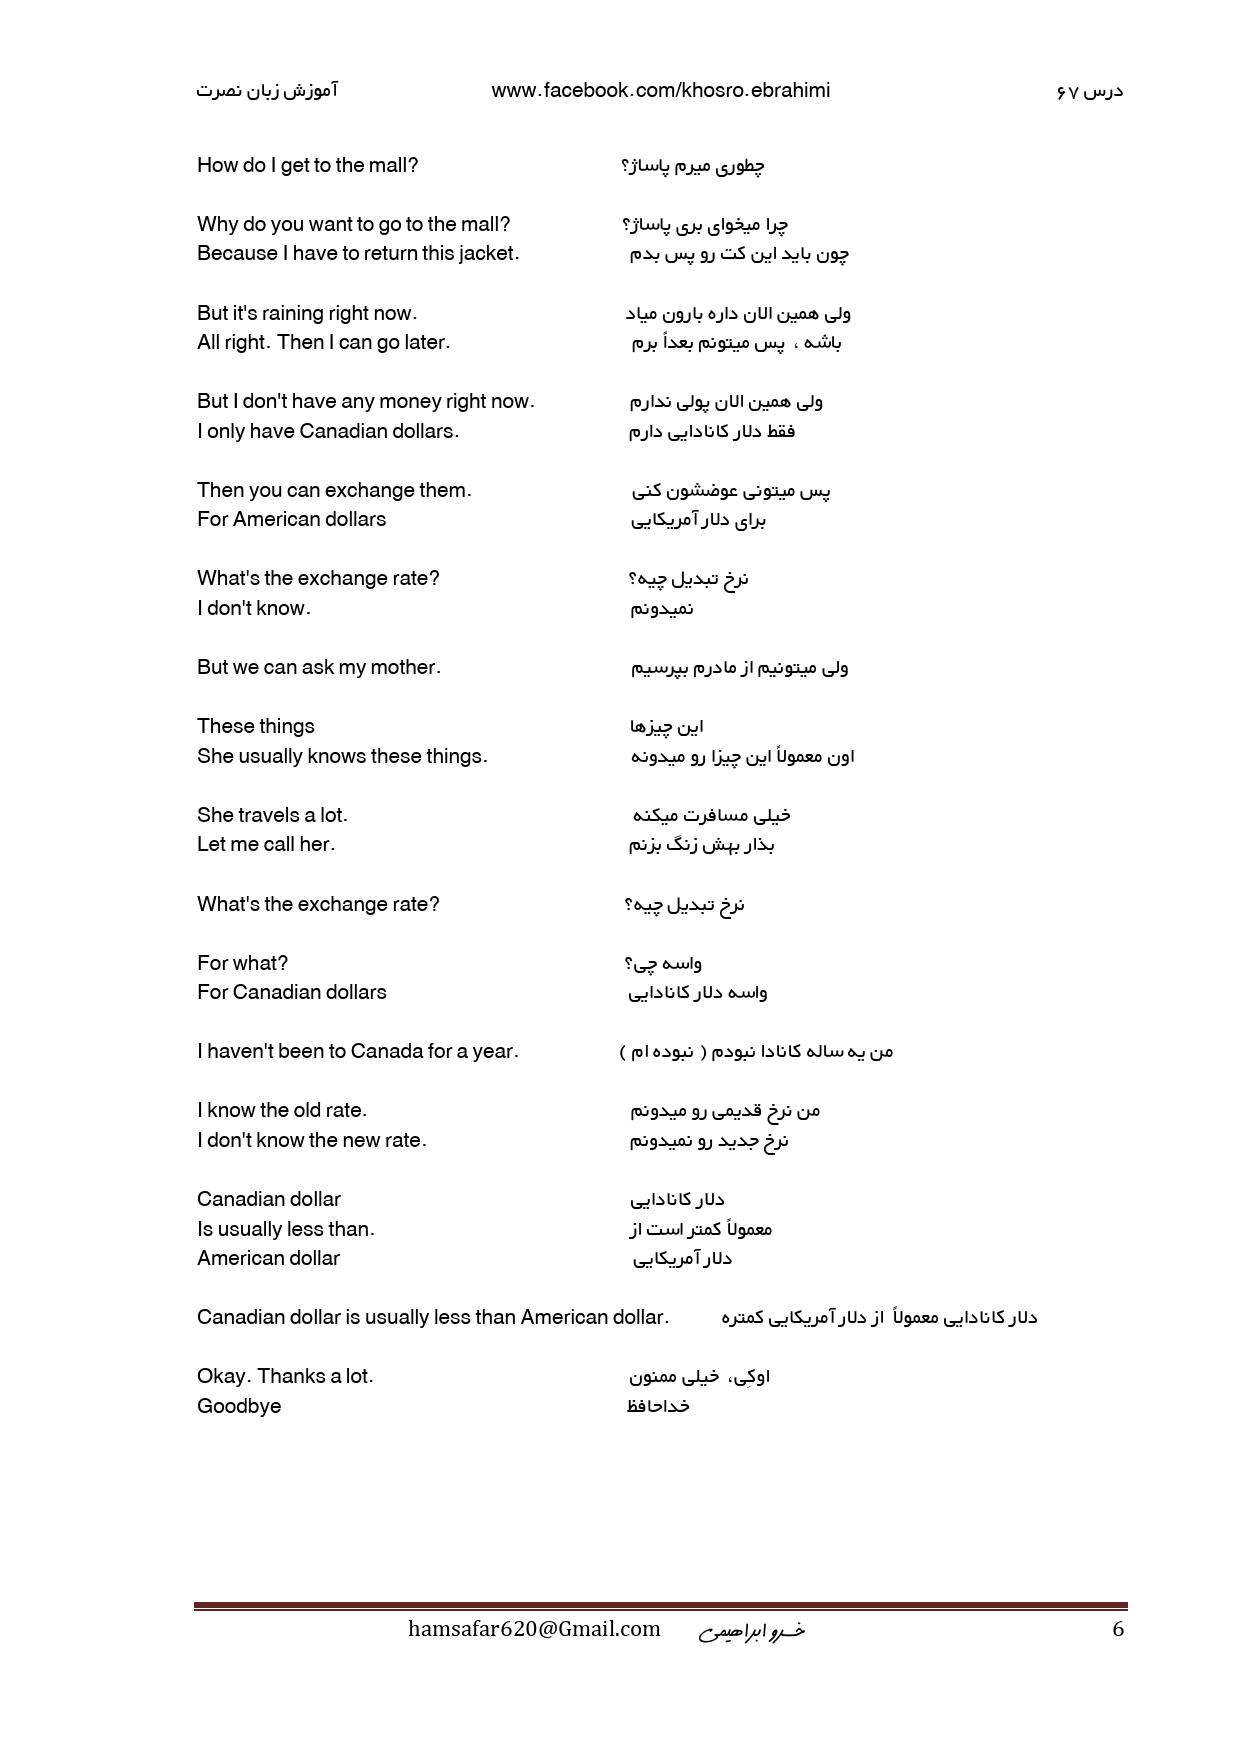 آموزش زبان نصرت www.facebook.com/khosro.ebrahimi درس ۶۷
How do I get to the mall? چطوری میرم پاساژ؟
Why do you want to go to the mall? چرا میخوای بری پاساژ؟
Because I have to return this jacket. چون باید این کت رو پس بدم
But it's raining right now. ولی همین الان داره بارون میاد
All right. Then I can go later. باشه ، پس میتونم بعداً برم
But I don't have any money right now. ولی همین الان پولی ندارم
I only have Canadian dollars. فقط دلار کانادایی دارم
Then you can exchange them. پس میتونی عوضشون کنی
For American dollars برای دلار آمریکایی
What's the exchange rate? نرخ تبدیل چیه؟
I don't know. نمیدونم
But we can ask my mother. ولی میتونیم از مادرم بپرسیم
These things این چیزها
She usually knows these things. اون معمولاً این چیزا رو میدونه
She travels a lot. خیلی مسافرت میکنه
Let me call her. بذار بهش زنگ بزنم
What's the exchange rate? نرخ تبدیل چیه؟
For what? واسه چی؟
For Canadian dollars واسه دلار کانادایی
I haven't been to Canada for a year. من یه ساله کانادا نبودم ( نبوده ام )
I know the old rate. من نرخ قدیمی رو میدونم
I don't know the new rate. نرخ جدید رو نمیدونم
Canadian dollar دلار کانادایی
Is usually less than. معمولاً کمتر است از
American dollar دلار آمریکایی
Canadian dollar is usually less than American dollar. دلار کانادایی معمولاً از دلار آمریکایی کمتره
Okay. Thanks a lot. اوکِی، خیلی ممنون
Goodbye خداحافظ
hamsafar620@Gmail.com خسرو ابراهیمی 6